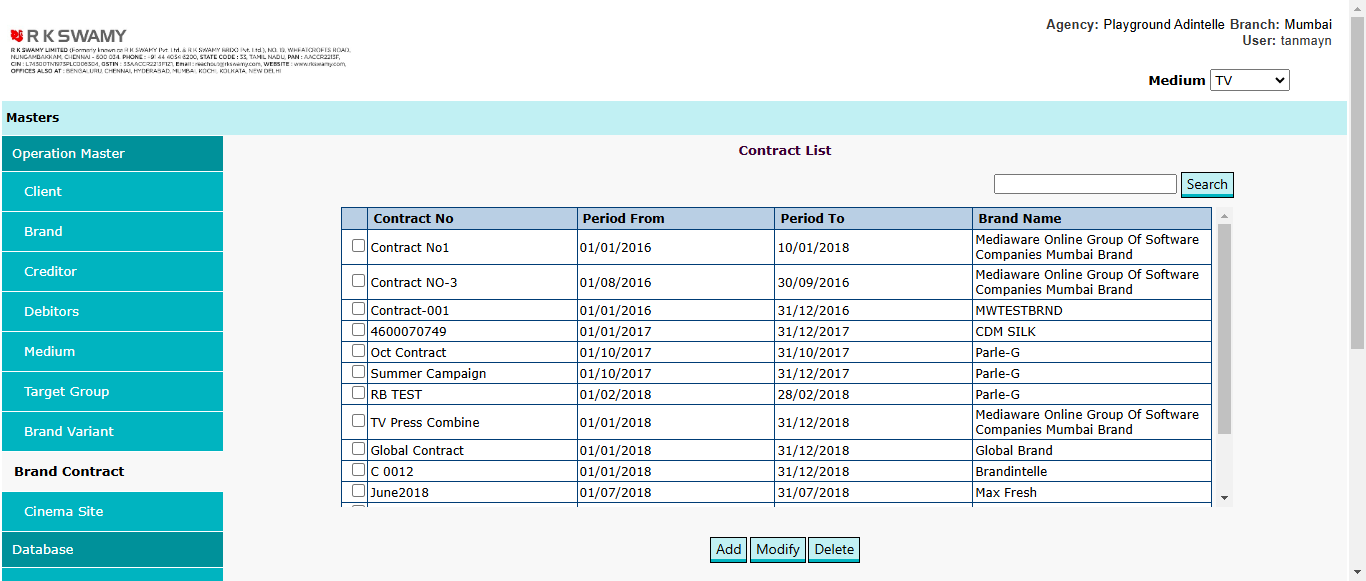 R K SWAMY
R K SWAMY LIMITED (Formerly known as R K SWAMY Pvt. Ltd. & R K SWAMY BBDO Pvt. Ltd.), NO. 19, WHEATCROFTS ROAD,
NUNGAMBAKKAM, CHENNAI - 600 034. PHONE : +91 44 4034 6200, STATE CODE : 33, TAMIL NADU, PAN : AACCR2213F,
Email : reachout@rkswamy.com, WEBSITE : www.rkswamy.com,
OFFICES ALSO AT : BENGALURU, CHENNAI, HYDERABAD, MUMBAI, KOCHI, KOLKATA, NEW DELHI
Agency: Playground Adintelle Branch: Mumbai
User: tanmayn
Medium TV
Masters
Operation Master
Client
Brand
Creditor
Debitors
Medium
Target Group
Brand Variant
Brand Contract
Cinema Site
Database
Contract List
Search
Contract No Period From Period To Brand Name
Contract No1 01/01/2016 10/01/2018 Mediaware Online Group Of Software
Companies Mumbai Brand
Contract NO-3 01/08/2016 30/09/2016 Mediaware Online Group Of Software
Companies Mumbai Brand
Contract-001 01/01/2016 31/12/2016 MWTESTBRND
4600070749 01/01/2017 31/12/2017 CDM SILK
Oct Contract 01/10/2017 31/10/2017 Parle-G
Summer Campaign 01/10/2017 31/12/2017 Parle-G
RB TEST 01/02/2018 28/02/2018 Parle-G
TV Press Combine 01/01/2018 31/12/2018 Mediaware Online Group Of Software
Companies Mumbai Brand
Global Contract 01/01/2018 31/12/2018 Global Brand
C 0012 01/01/2018 31/12/2018 Brandintelle
June2018 01/07/2018 31/07/2018 Max Fresh
Add Modify Delete